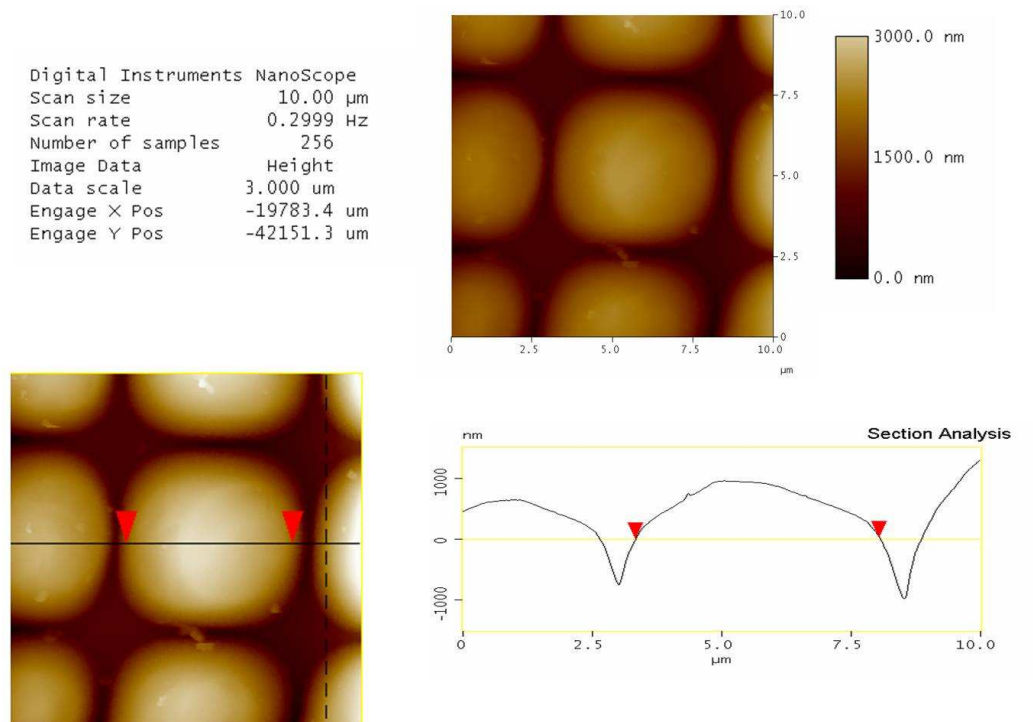 Digital Instruments NanoScope
Scan size 10.00 µm
Scan rate 0.2999 Hz
Number of samples 256
Image Data Height
Data scale 3.000 um
Engage X Pos -19783.4 um
Engage Y Pos -42151.3 um
10.0
7.5
5.0
2.5
0
0 2.5 5.0 7.5 10.0
µm
3000.0 nm
1500.0 nm
0.0 nm
Section Analysis
nm
1000
0
-1000
0 2.5 5.0 7.5 10.0
µm